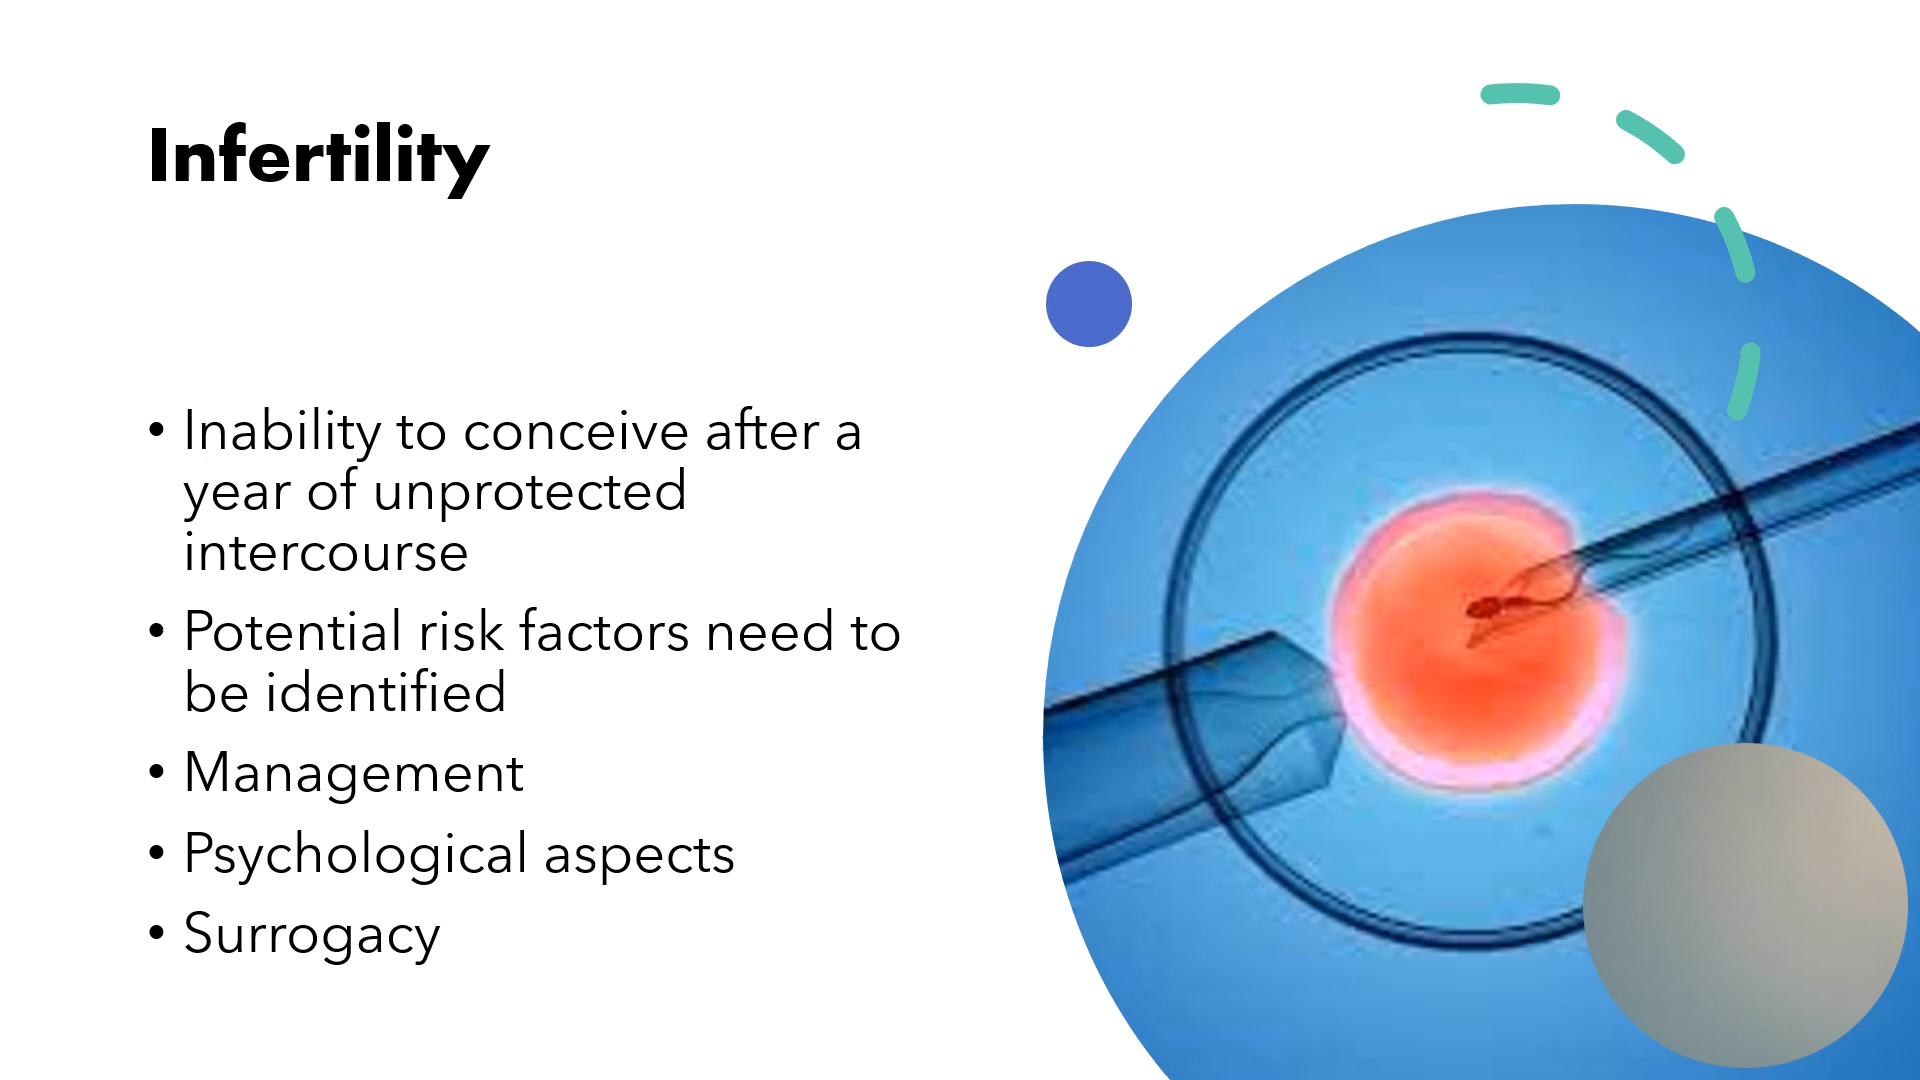 Infertility
• Inability to conceive after a
year of unprotected
intercourse
• Potential risk factors need to
be identified
• Management
• Psychological aspects
• Surrogacy